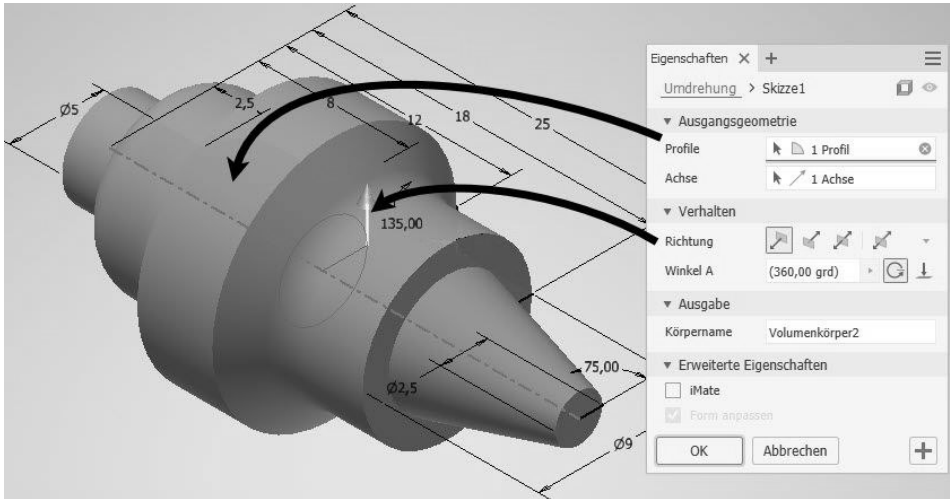 Ø5
2,5
8
12
18
25
135,00
Ø2,5
75,00
Ø9
Eigenschaften × +
Umdrehung > Skizze1
Ausgangsgeometrie
Profile 1 Profil
Achse 1 Achse
Verhalten
Richtung
Winkel A (360,00 grd)
Ausgabe
Körpername Volumenkörper2
Erweiterte Eigenschaften
iMate
Form anpassen
OK Abbrechen +